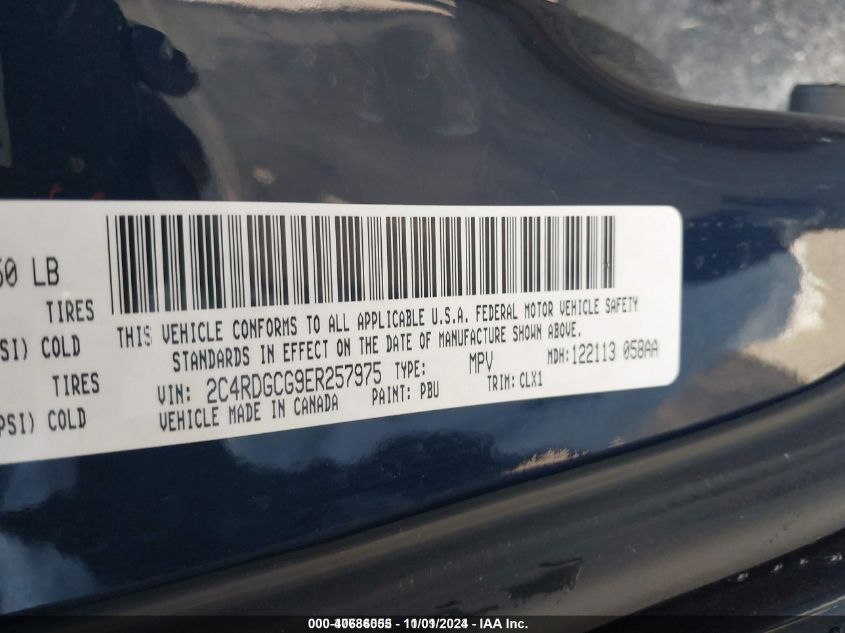 50 LB
TIRES
SI) COLD
TIRES
PSI) COLD
THIS VEHICLE CONFORMS TO ALL APPLICABLE U.S.A. FEDERAL MOTOR VEHICLE SAFETY
STANDARDS IN EFFECT ON THE DATE OF MANUFACTURE SHOWN ABOVE.
VIN: 2C4RDGCG9ER257975 TYPE: MPV MDH: 122113 058AA
VEHICLE MADE IN CANADA PAINT: PBU TRIM: CLX1
- IAA Inc.